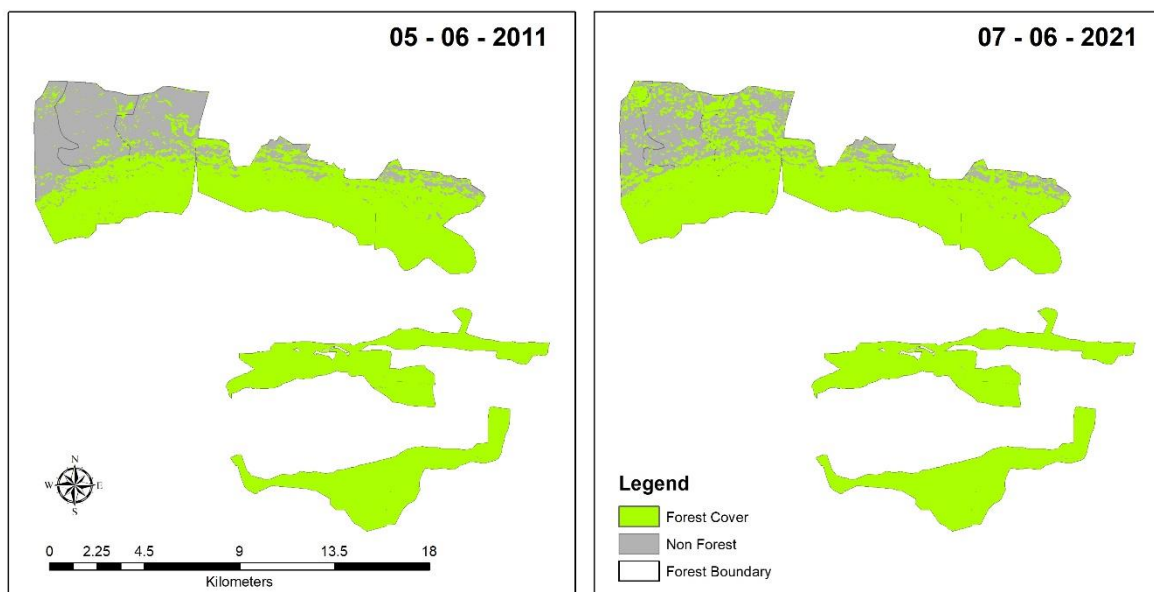 05 - 06 - 2011
N
W E
S
0 2.25 4.5 9 13.5 18
Kilometers
07 - 06 - 2021
Legend
Forest Cover
Non Forest
Forest Boundary